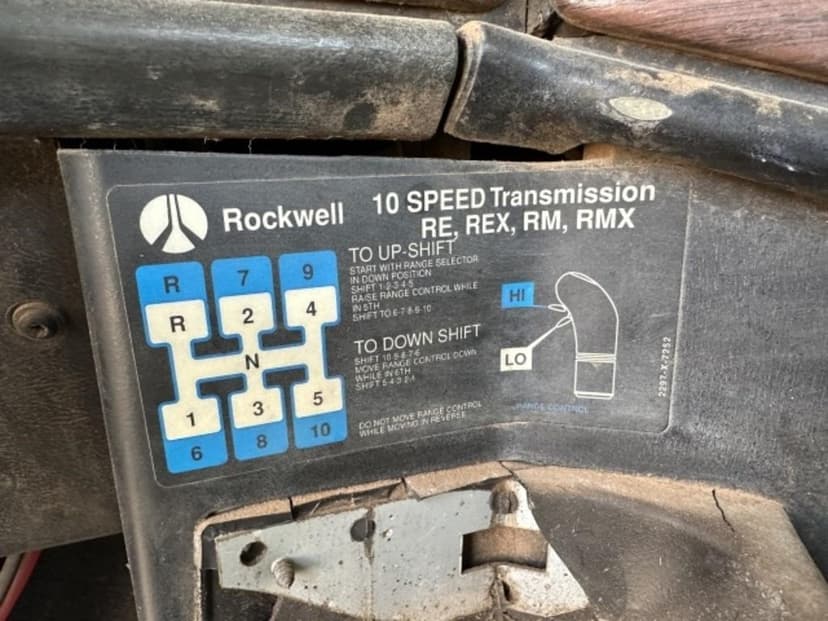 Rockwell
10 SPEED Transmission
RE, REX, RM, RMX
R 7 9
R 2 4
N
1 3 5
6 8 10
TO UP-SHIFT
START WITH RANGE SELECTOR
IN DOWN POSITION
SHIFT 1-2-3-4-5
RAISE RANGE CONTROL WHILE
IN 5TH
SHIFT TO 6-7-8-9-10
TO DOWN SHIFT
SHIFT 10-9-8-7-6
MOVE RANGE CONTROL DOWN
WHILE IN 6TH
SHIFT 5-4-3-2-1
DO NOT MOVE RANGE CONTROL
WHILE MOVING IN REVERSE
HI
LO
RANGE CONTROL
2297-X-7252